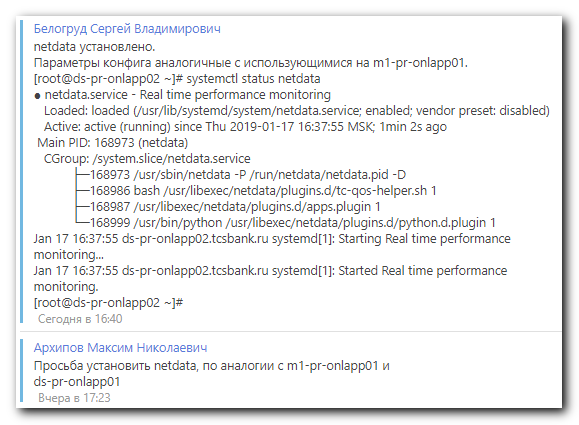 Белогруд Сергей Владимирович
netdata установлено.
Параметры конфига аналогичные с использующимися на m1-pr-onlapp01.
[root@ds-pr-onlapp02 ~]# systemctl status netdata
● netdata.service - Real time performance monitoring
Loaded: loaded (/usr/lib/systemd/system/netdata.service; enabled; vendor preset: disabled)
Active: active (running) since Thu 2019-01-17 16:37:55 MSK; 1min 2s ago
Main PID: 168973 (netdata)
CGroup: /system.slice/netdata.service
├─168973 /usr/sbin/netdata -P /run/netdata/netdata.pid -D
├─168986 bash /usr/libexec/netdata/plugins.d/tc-qos-helper.sh 1
├─168987 /usr/libexec/netdata/plugins.d/apps.plugin 1
└─168999 /usr/bin/python /usr/libexec/netdata/plugins.d/python.d.plugin 1
Jan 17 16:37:55 ds-pr-onlapp02.tcsbank.ru systemd[1]: Starting Real time performance
monitoring...
Jan 17 16:37:55 ds-pr-onlapp02.tcsbank.ru systemd[1]: Started Real time performance
monitoring.
[root@ds-pr-onlapp02 ~]#
Сегодня в 16:40
Архипов Максим Николаевич
Просьба установить netdata, по аналогии с m1-pr-onlapp01 и
ds-pr-onlapp01
Вчера в 17:23